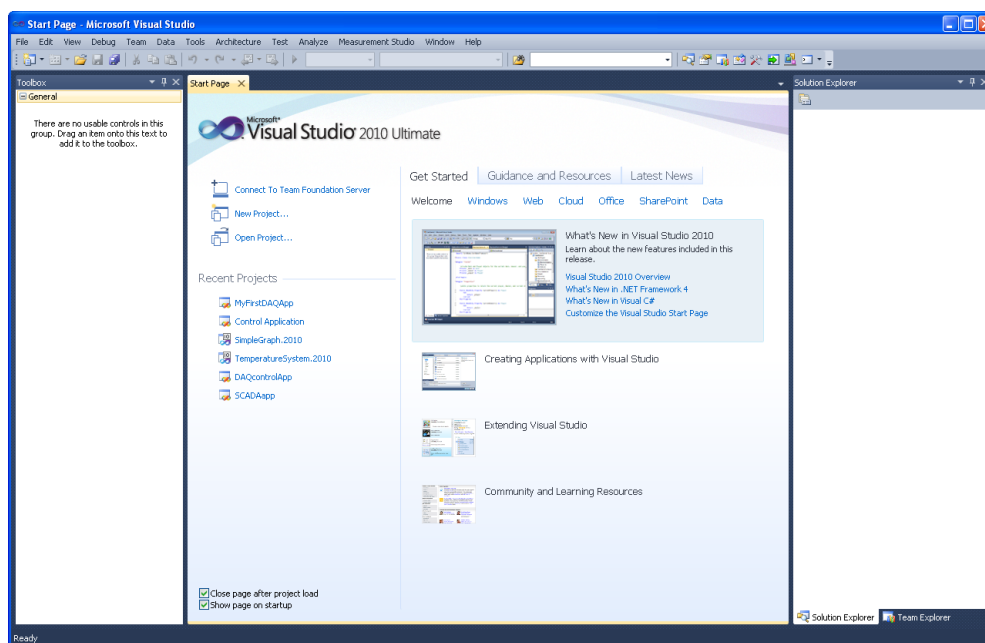 Start Page - Microsoft Visual Studio
File Edit View Debug Team Data Tools Architecture Test Analyze Measurement Studio Window Help
Toolbox
General
There are no usable controls in this
group. Drag an item onto this text to
add it to the toolbox.
Start Page
Microsoft®
Visual Studio® 2010 Ultimate
Connect To Team Foundation Server
New Project...
Open Project...
Recent Projects
MyFirstDAQApp
Control Application
SimpleGraph.2010
TemperatureSystem.2010
DAQcontrolApp
SCADAapp
Close page after project load
Show page on startup
Get Started Guidance and Resources Latest News
Welcome Windows Web Cloud Office SharePoint Data
What's New in Visual Studio 2010
Learn about the new features included in this
release.
Visual Studio 2010 Overview
What's New in .NET Framework 4
What's New in Visual C#
Customize the Visual Studio Start Page
Creating Applications with Visual Studio
Extending Visual Studio
Community and Learning Resources
Solution Explorer
Solution Explorer Team Explorer
Ready